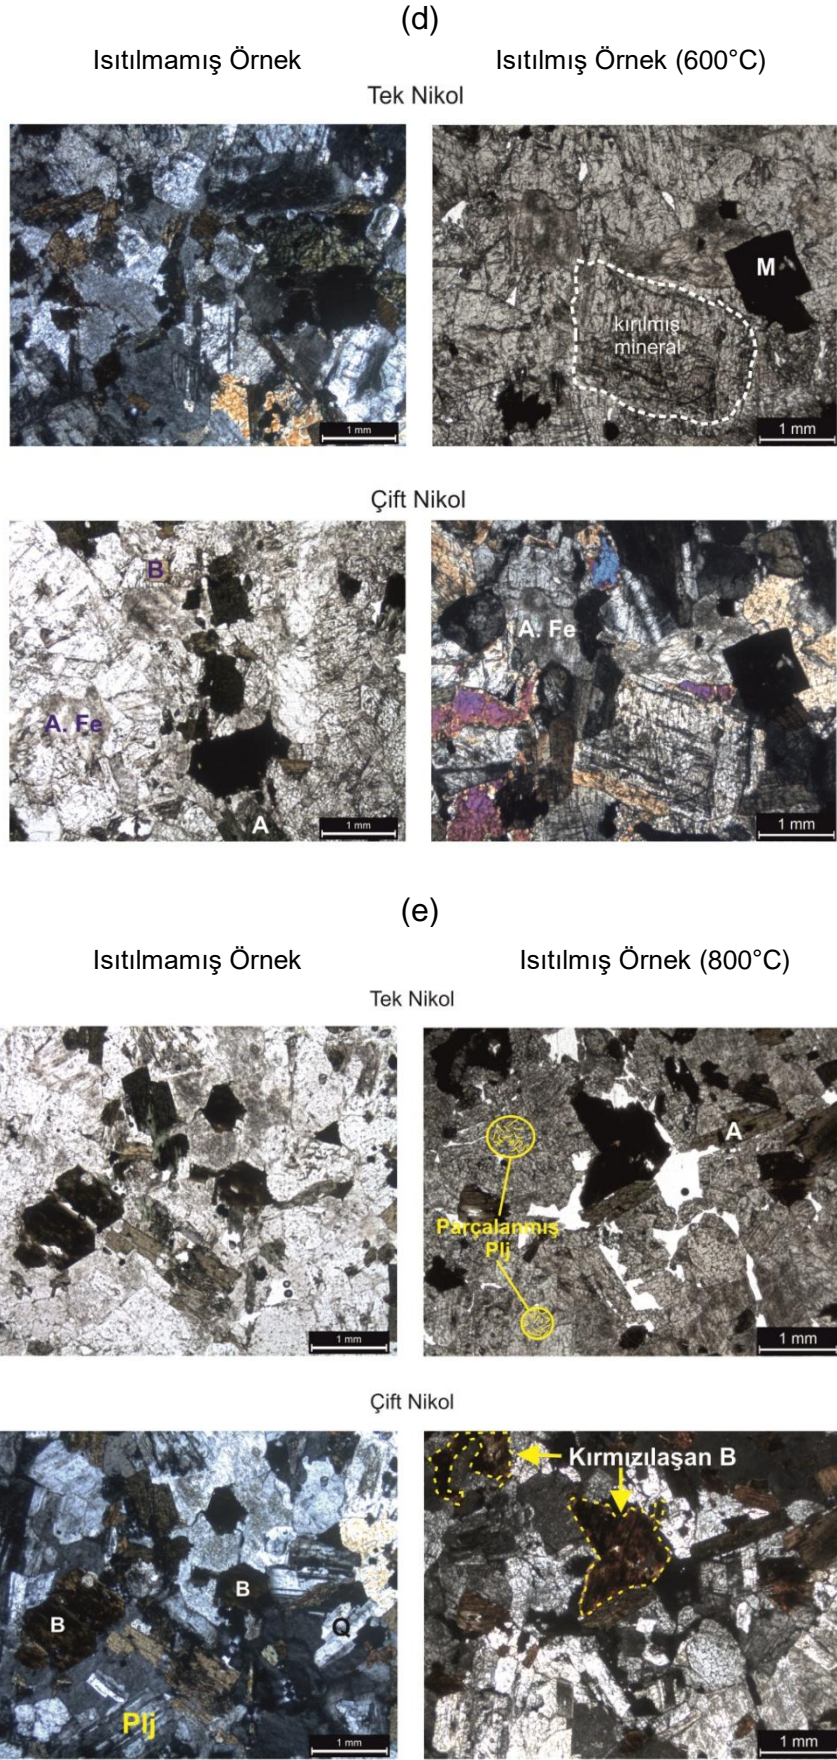 (d)
Isıtılmamış Örnek
Isıtılmış Örnek (600°C)
Tek Nikol
1 mm
M
kırılmış
mineral
1 mm
Çift Nikol
B
A. Fe
A
1 mm
A. Fe
1 mm
(e)
Isıtılmamış Örnek
Isıtılmış Örnek (800°C)
Tek Nikol
1 mm
A
Parçalanmış
Plj
1 mm
Çift Nikol
B
B
Q
Plj
1 mm
Kırmızılaşan B
1 mm